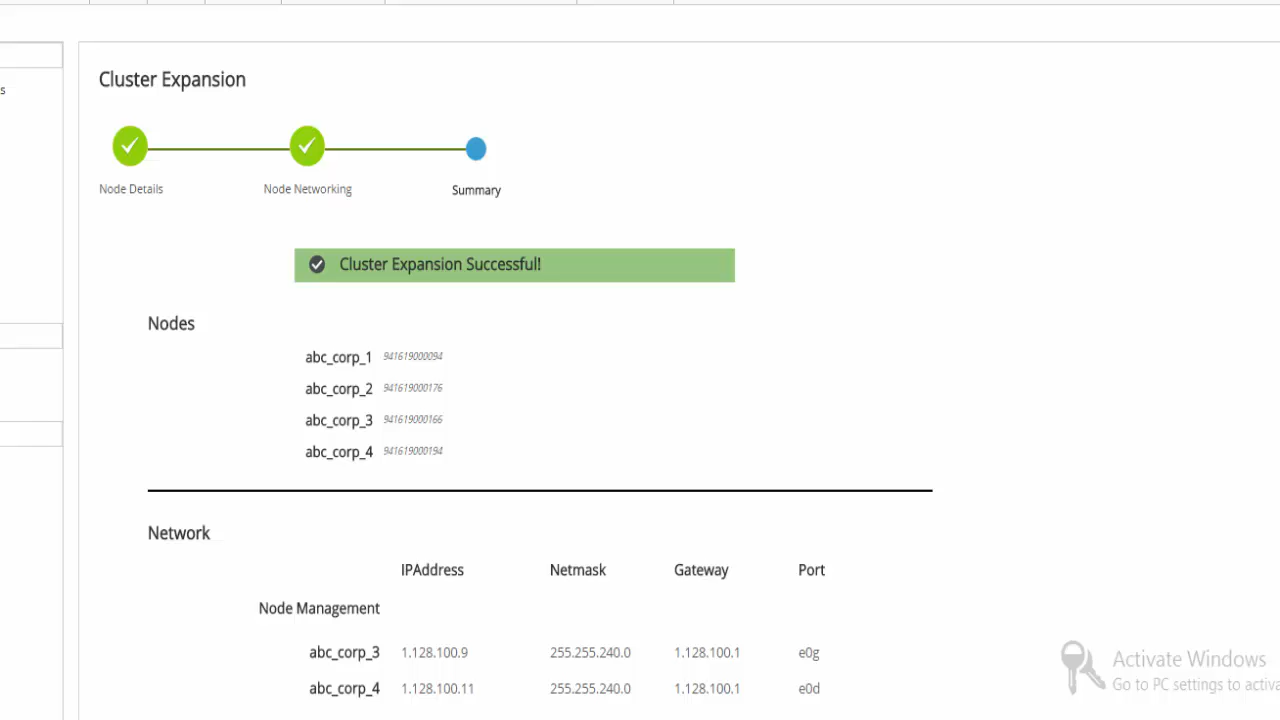 s
Cluster Expansion
Node Details Node Networking Summary
Cluster Expansion Successful!
Nodes
abc_corp_1 941619000094
abc_corp_2 941619000176
abc_corp_3 941619000166
abc_corp_4 941619000194
Network
IPAddress Netmask Gateway Port
Node Management
abc_corp_3 1.128.100.9 255.255.240.0 1.128.100.1 e0g
abc_corp_4 1.128.100.11 255.255.240.0 1.128.100.1 e0d
Activate Windows
Go to PC settings to activa